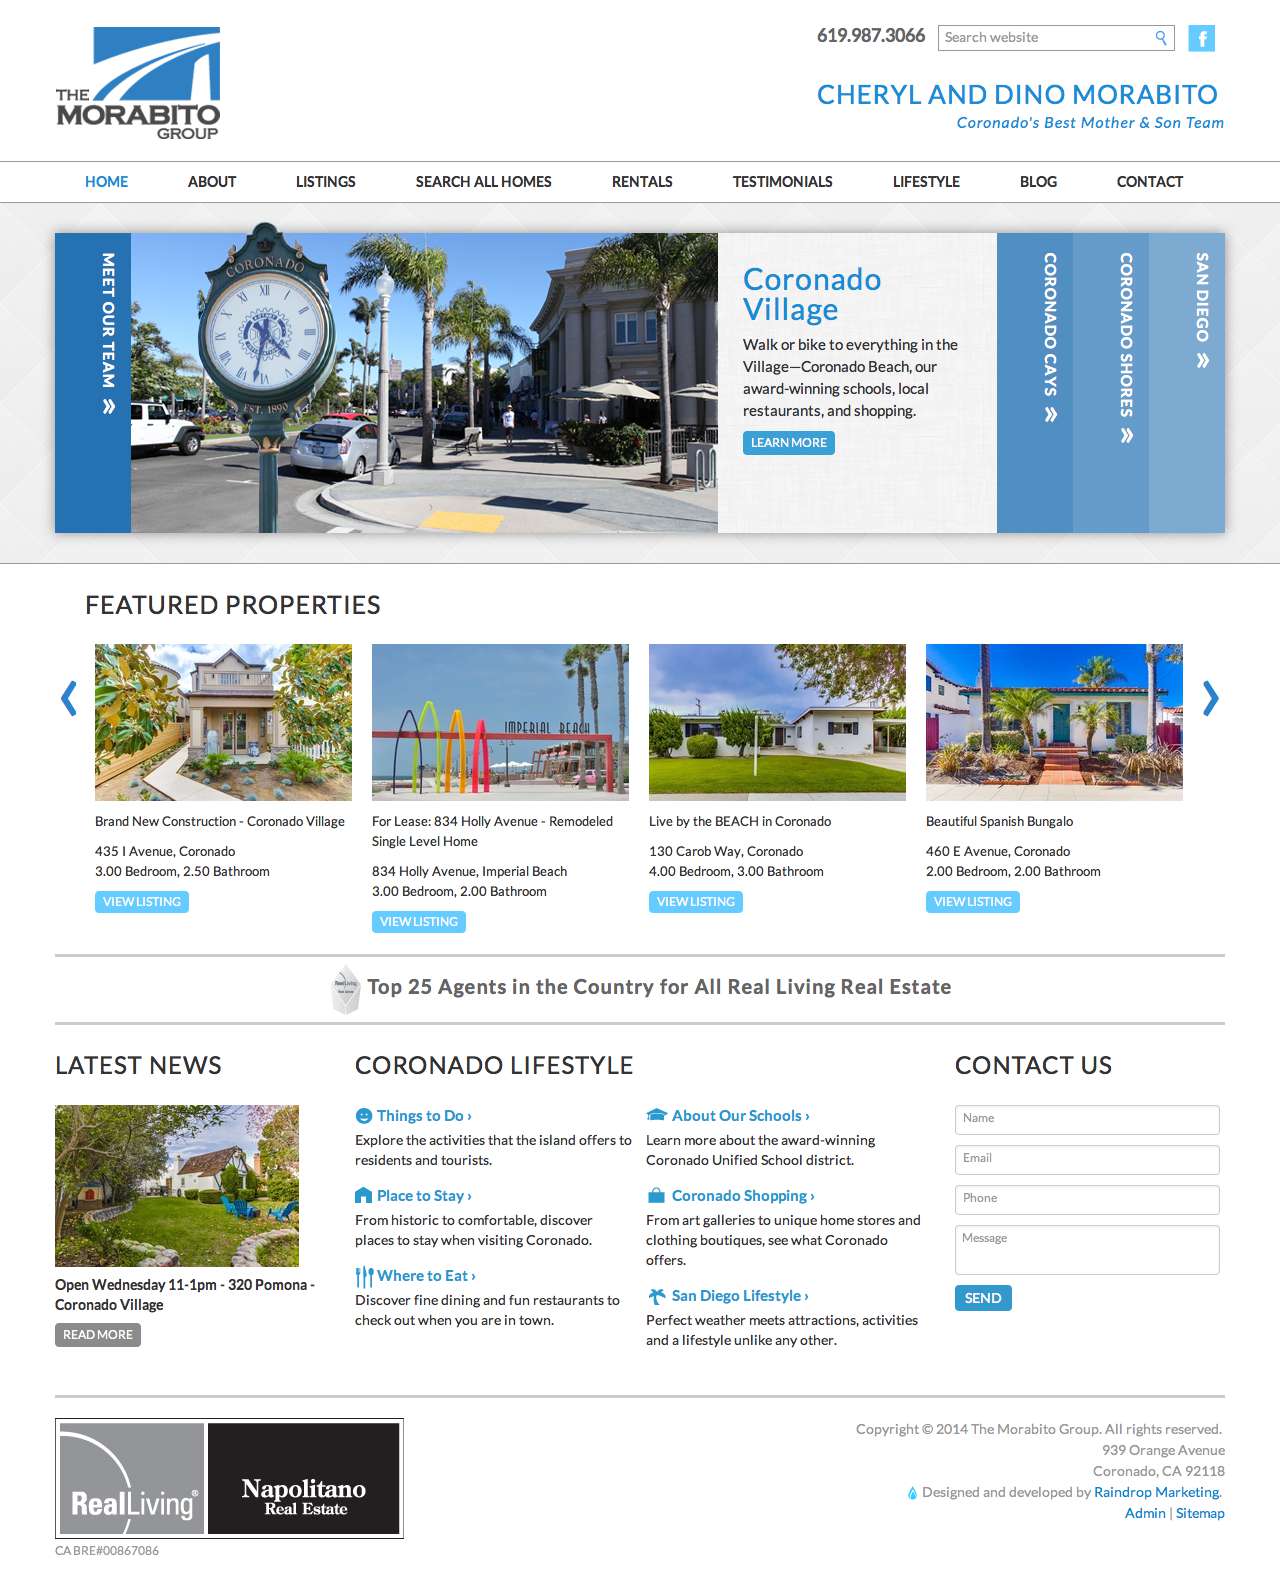 THE
MORABITO
GROUP
619.987.3066
Search website
f
CHERYL AND DINO MORABITO
Coronado's Best Mother & Son Team
HOME ABOUT LISTINGS SEARCH ALL HOMES RENTALS TESTIMONIALS LIFESTYLE BLOG CONTACT
MEET OUR TEAM »
CORONADO
EST. 1890
Coronado
Village
Walk or bike to everything in the
Village—Coronado Beach, our
award-winning schools, local
restaurants, and shopping.
LEARN MORE
CORONADO CAYS »
CORONADO SHORES »
SAN DIEGO »
FEATURED PROPERTIES
IMPERIAL BEACH
Brand New Construction - Coronado Village
435 I Avenue, Coronado
3.00 Bedroom, 2.50 Bathroom
VIEW LISTING
For Lease: 834 Holly Avenue - Remodeled
Single Level Home
834 Holly Avenue, Imperial Beach
3.00 Bedroom, 2.00 Bathroom
VIEW LISTING
Live by the BEACH in Coronado
130 Carob Way, Coronado
4.00 Bedroom, 3.00 Bathroom
VIEW LISTING
Beautiful Spanish Bungalo
460 E Avenue, Coronado
2.00 Bedroom, 2.00 Bathroom
VIEW LISTING
RealLiving
Top 25 Agents in the Country for All Real Living Real Estate
LATEST NEWS
Open Wednesday 11-1pm - 320 Pomona -
Coronado Village
READ MORE
CORONADO LIFESTYLE
Things to Do ›
Explore the activities that the island offers to
residents and tourists.
Place to Stay ›
From historic to comfortable, discover
places to stay when visiting Coronado.
Where to Eat ›
Discover fine dining and fun restaurants to
check out when you are in town.
About Our Schools ›
Learn more about the award-winning
Coronado Unified School district.
Coronado Shopping ›
From art galleries to unique home stores and
clothing boutiques, see what Coronado
offers.
San Diego Lifestyle ›
Perfect weather meets attractions, activities
and a lifestyle unlike any other.
CONTACT US
Name
Email
Phone
Message
SEND
RealLiving®
Napolitano
Real Estate
CA BRE#00867086
Copyright © 2014 The Morabito Group. All rights reserved.
939 Orange Avenue
Coronado, CA 92118
Designed and developed by Raindrop Marketing.
Admin | Sitemap